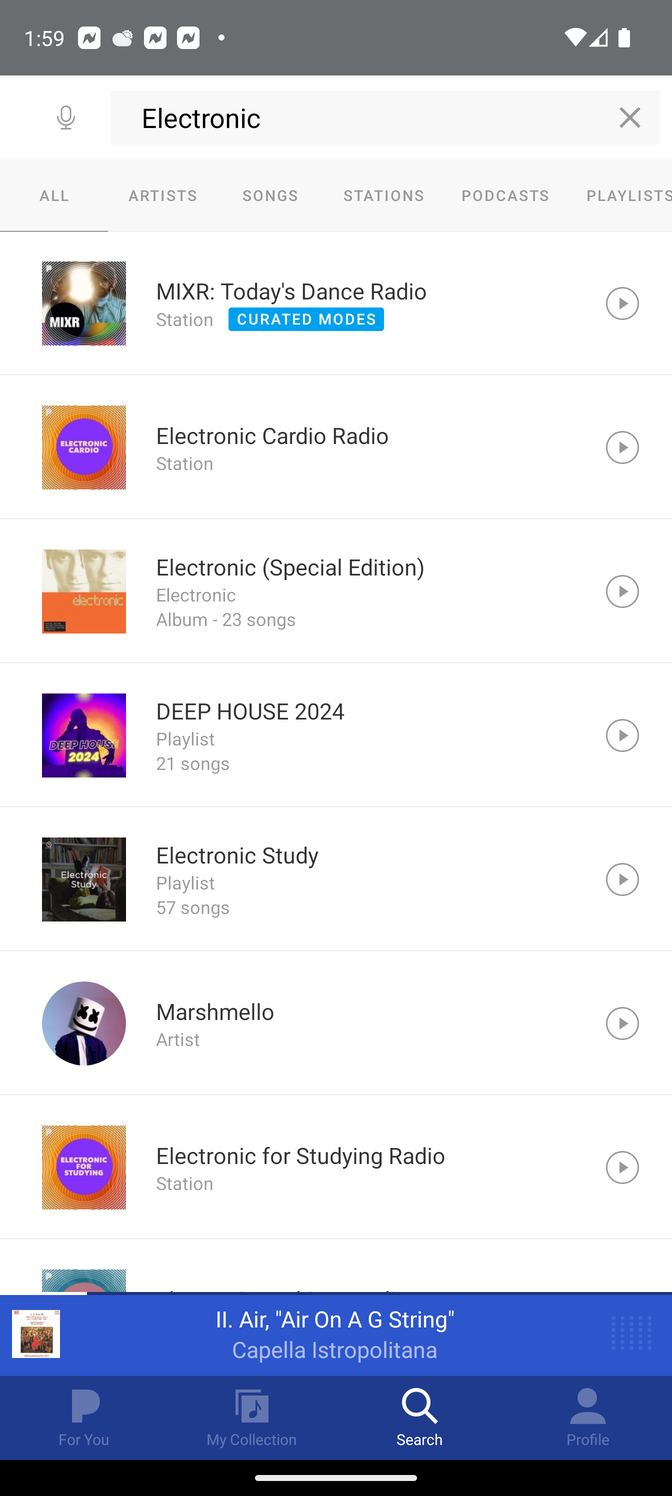 1:59
Electronic
ALL ARTISTS SONGS STATIONS PODCASTS PLAYLISTS
MIXR: Today's Dance Radio
Station CURATED MODES
MIXR
Electronic Cardio Radio
Station
ELECTRONIC
CARDIO
Electronic (Special Edition)
Electronic
Album - 23 songs
electronic
DEEP HOUSE 2024
Playlist
21 songs
DEEP HOUSE
2024
Electronic Study
Playlist
57 songs
Electronic
Study
Marshmello
Artist
Electronic for Studying Radio
Station
ELECTRONIC
FOR
STUDYING
II. Air, "Air On A G String"
Capella Istropolitana
For You My Collection Search Profile